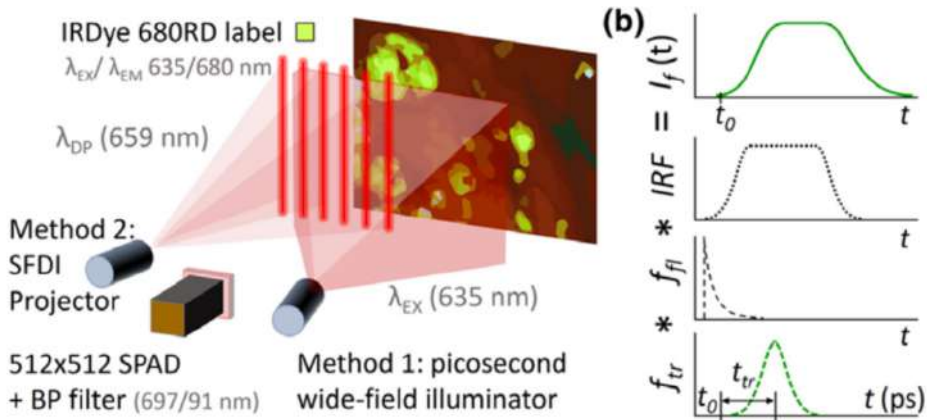 IRDye 680RD label
λEX/ λEM 635/680 nm
λDP (659 nm)
Method 2:
SFDI
Projector
λEX (635 nm)
512x512 SPAD
+ BP filter (697/91 nm)
Method 1: picosecond
wide-field illuminator
(b)
If (t)
t0
t
=
IRF
t
*
ffl
t
*
ftr
t0
ttr
t (ps)